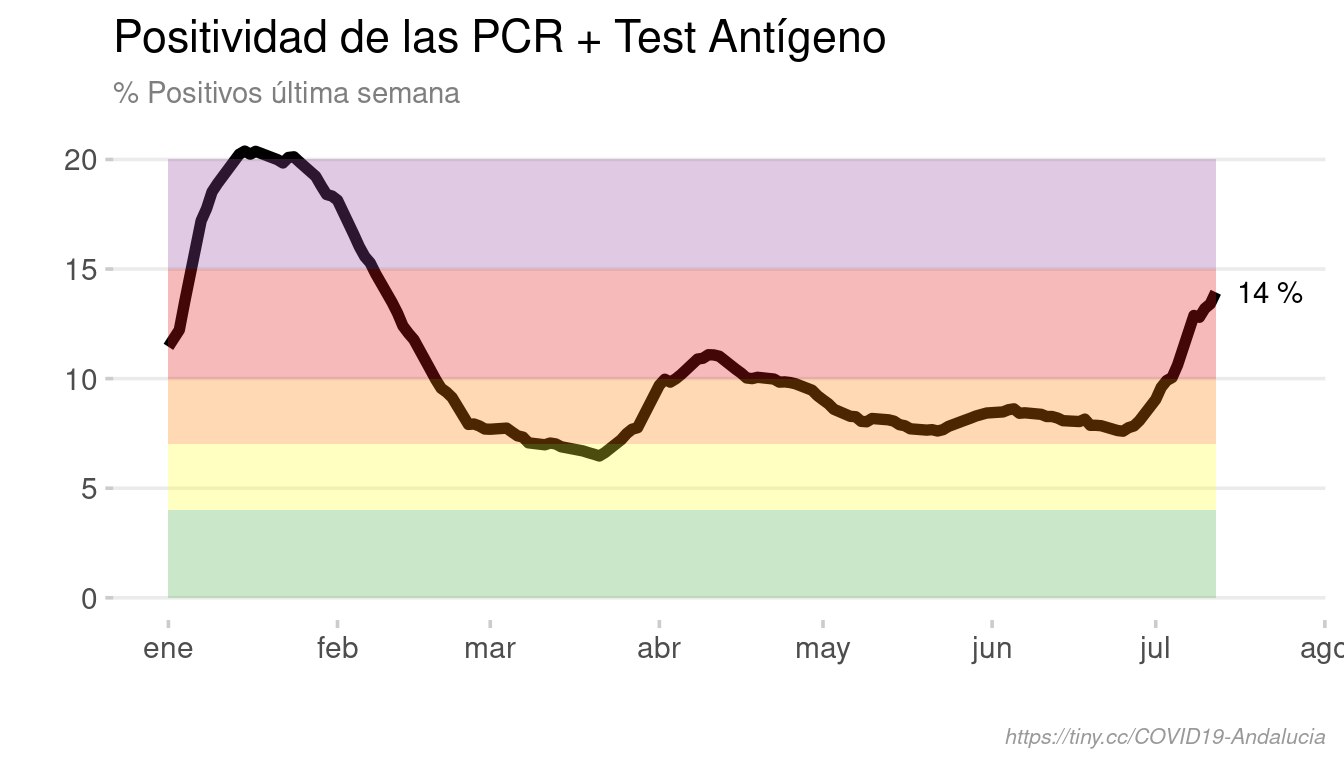 Positividad de las PCR + Test Antígeno
% Positivos última semana
20
15
14 %
10
5
0
ene feb mar abr may jun jul ago
https://tiny.cc/COVID19-Andalucia